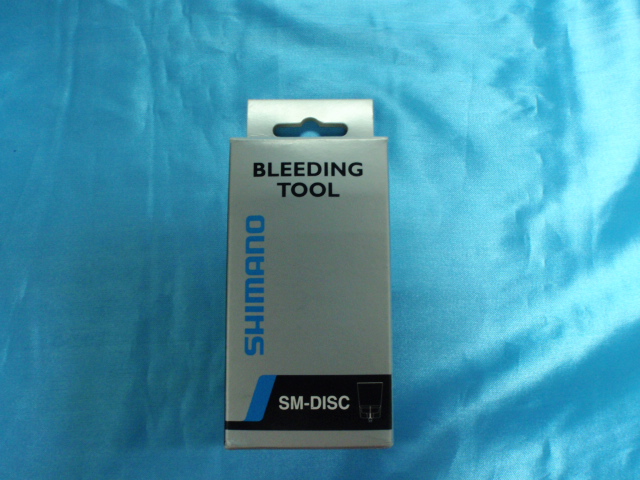 BLEEDING
TOOL
SHIMANO
SM-DISC